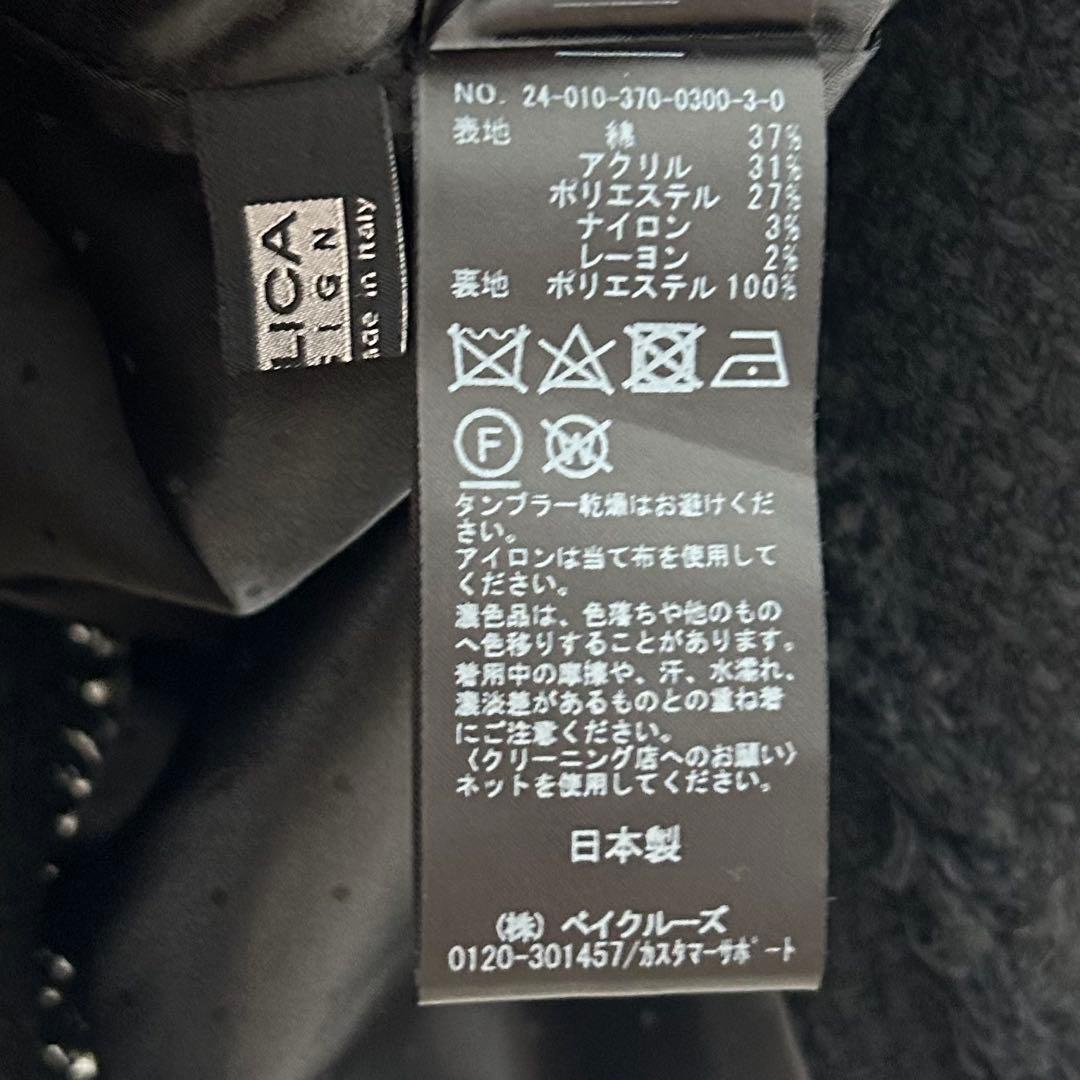 LICA
IGN
ade in Italy
NO. 24-010-370-0300-3-0
表地 綿 37%
アクリル 31%
ポリエステル 27%
ナイロン 3%
レーヨン 2%
裏地 ポリエステル 100%
F W
タンブラー乾燥はお避けくだ
さい。
アイロンは当て布を使用して
ください。
濃色品は、色落ちや他のもの
へ色移りすることがあります。
着用中の摩擦や、汗、水濡れ、
濃淡差があるものとの重ね着
にご注意ください。
〈クリーニング店へのお願い〉
ネットを使用してください。
日本製
(株) ベイクルーズ
0120-301457/カスタマーサポート